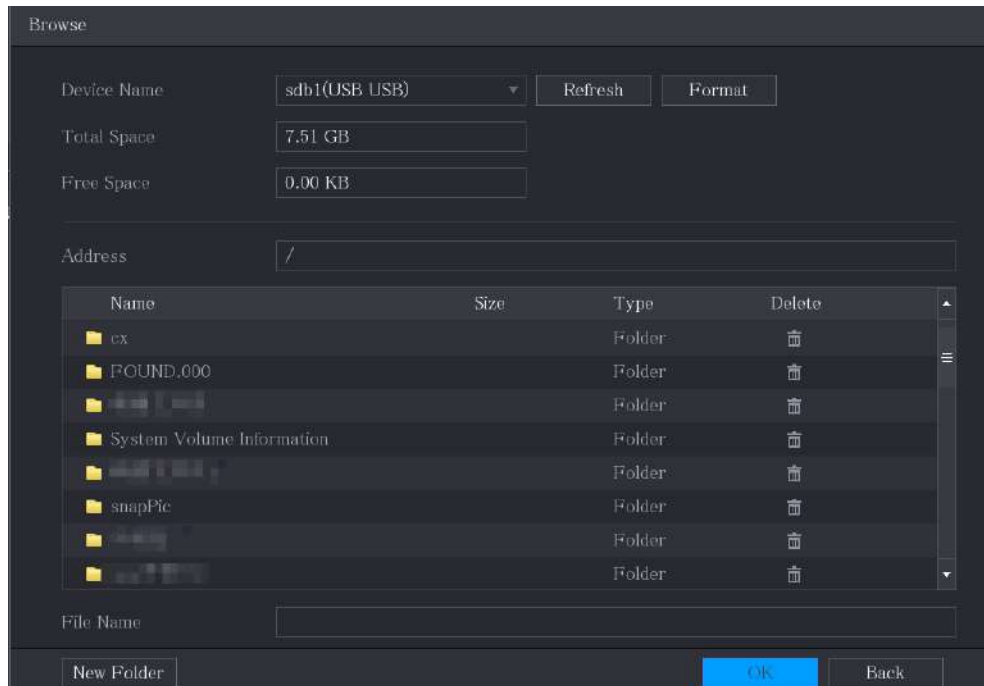 Browse
Device Name sdb1(USB USB) Refresh Format
Total Space 7.51 GB
Free Space 0.00 KB
Address /
Name Size Type Delete
cx Folder
FOUND.000 Folder
Folder
System Volume Information Folder
Folder
snapPic Folder
Folder
Folder
File Name
New Folder OK Back